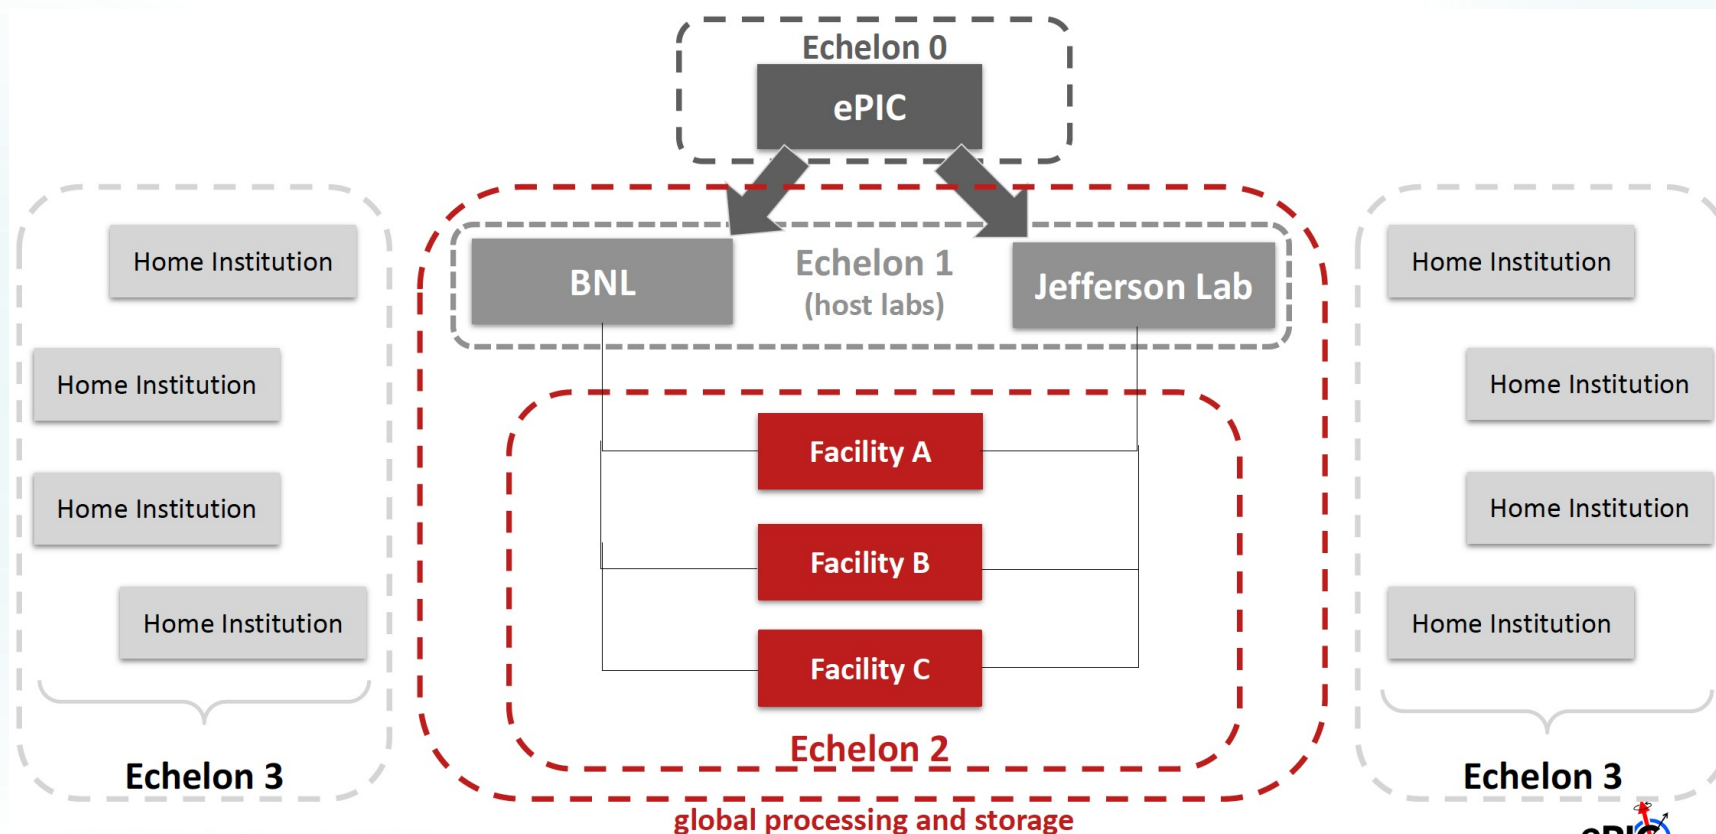 Echelon 0
ePIC
BNL
Echelon 1
(host labs)
Jefferson Lab
Home Institution
Home Institution
Home Institution
Home Institution
Echelon 3
Facility A
Facility B
Facility C
Echelon 2
global processing and storage
Home Institution
Home Institution
Home Institution
Home Institution
Echelon 3
ePIC